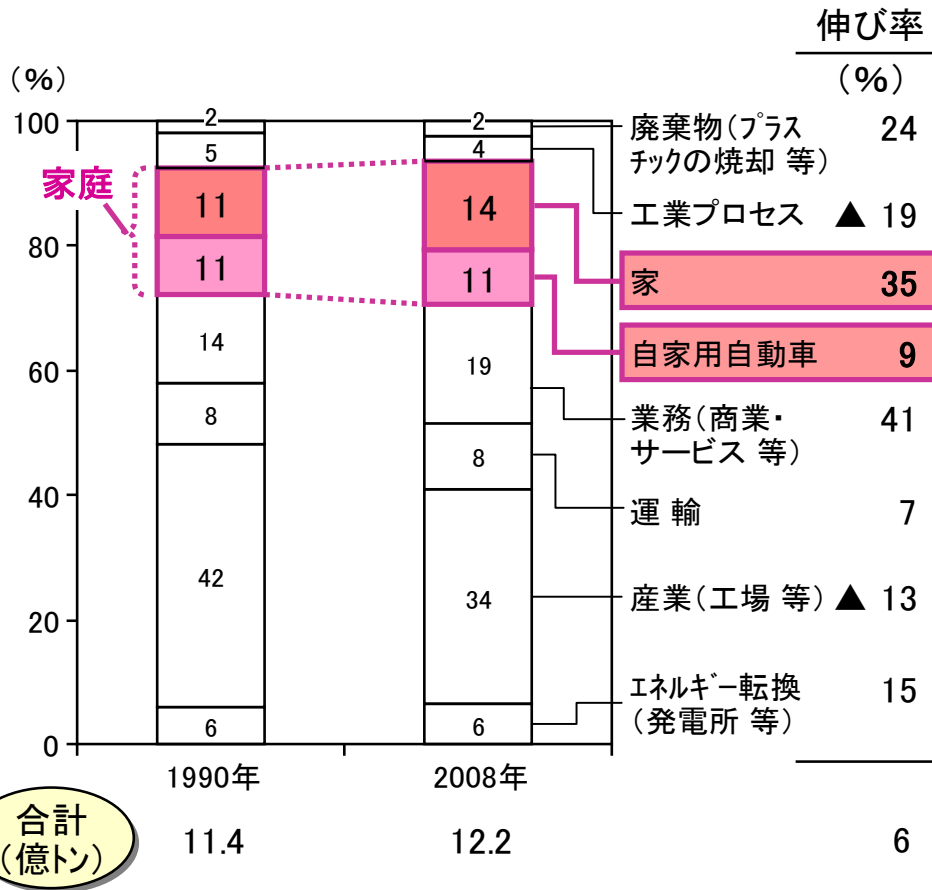 伸び率
(%)
(%)
100
80
60
40
20
0
家庭
2
5
11
11
14
8
42
6
2
4
14
11
19
8
34
6
廃棄物(プラス
チックの焼却 等)
24
工業プロセス ▲ 19
家 35
自家用自動車 9
業務(商業・
サービス 等)
41
運 輸 7
産業(工場 等) ▲ 13
エネルギー転換
(発電所 等)
15
1990年 2008年
合計
(億トン)
11.4 12.2 6